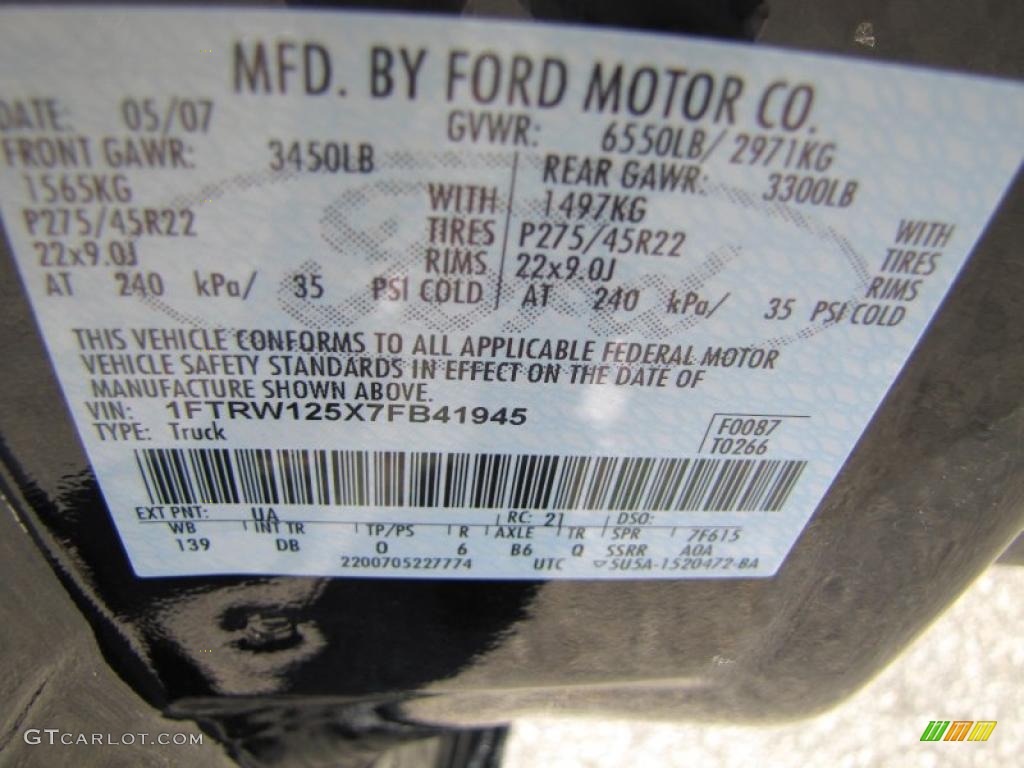 MFD. BY FORD MOTOR CO.
DATE: 05/07 GVWR: 6550LB/ 2971KG
FRONT GAWR: 3450LB REAR GAWR: 3300LB
1565KG WITH 1497KG WITH
P275/45R22 TIRES P275/45R22 TIRES
22x9.0J RIMS 22x9.0J RIMS
AT 240 kPa/ 35 PSI COLD AT 240 kPa/ 35 PSI COLD
THIS VEHICLE CONFORMS TO ALL APPLICABLE FEDERAL MOTOR
VEHICLE SAFETY STANDARDS IN EFFECT ON THE DATE OF
MANUFACTURE SHOWN ABOVE.
VIN: 1FTRW125X7FB41945
TYPE: Truck
F0087
T0266
EXT PNT: UA RC: 21 DSO:
WB INT TR TP/PS R AXLE TR SPR 7F615
139 DB O 6 B6 Q SSRR AOA
2200705227774 UTC ▽5U5A-1520472-BA
GTCARLOT.COM